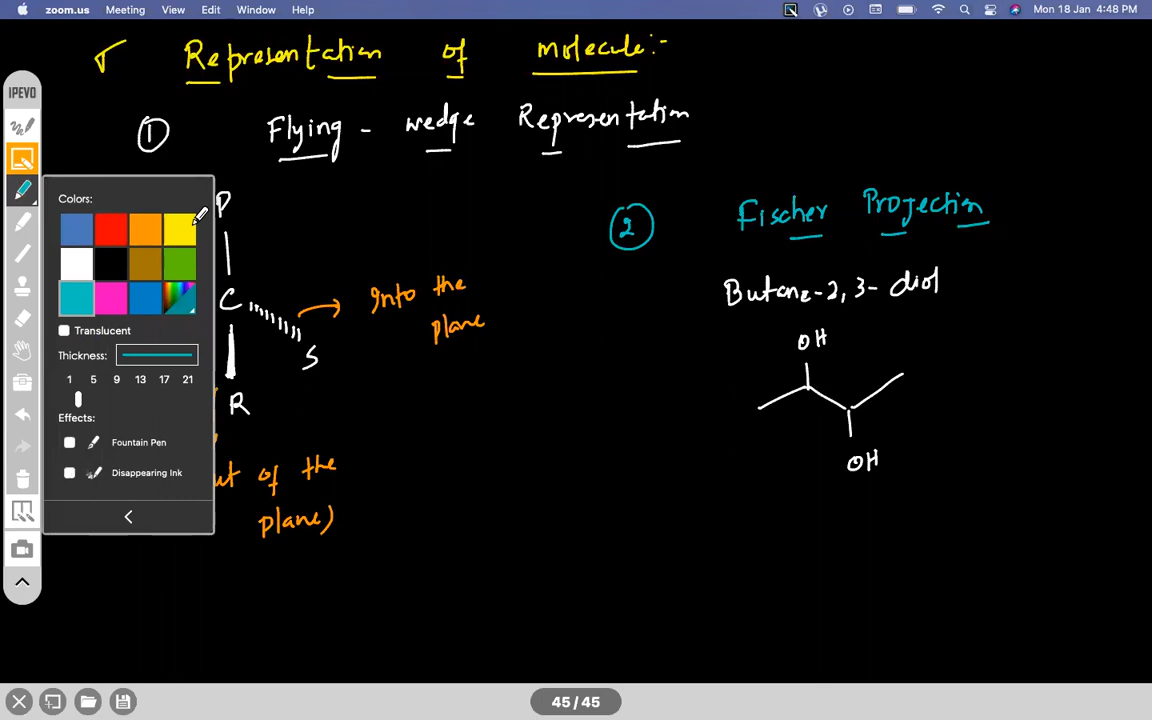 zoom.us Meeting View Edit Window Help Mon 18 Jan 4:48 PM
Representation of molecule:-
IPEVO
① Flying - wedge Representation
Colors:
P
② Fischer Projection
C
Into the
plane
Butane-2, 3- diol
Translucent
OH
Thickness:
S
1 5 9 13 17 21
R
Effects:
Fountain Pen
OH
Disappearing Ink
ut of the
plane)
45/45